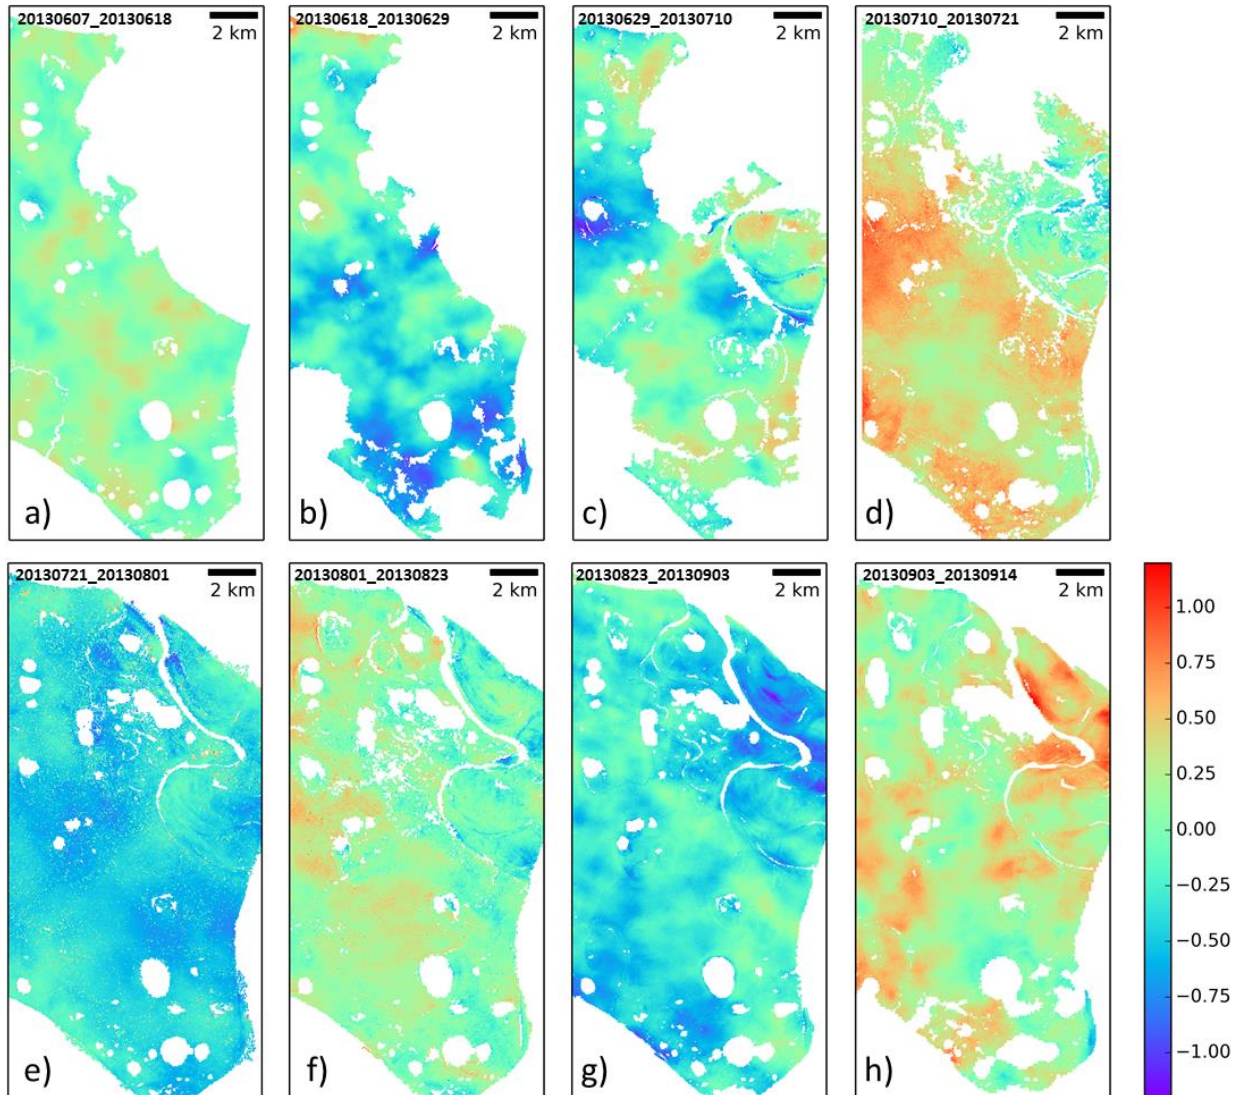 20130607_20130618
2 km
a)
20130618_20130629
2 km
b)
20130629_20130710
2 km
c)
20130710_20130721
2 km
d)
20130721_20130801
2 km
e)
20130801_20130823
2 km
f)
20130823_20130903
2 km
g)
20130903_20130914
2 km
h)
1.00
0.75
0.50
0.25
0.00
−0.25
−0.50
−0.75
−1.00